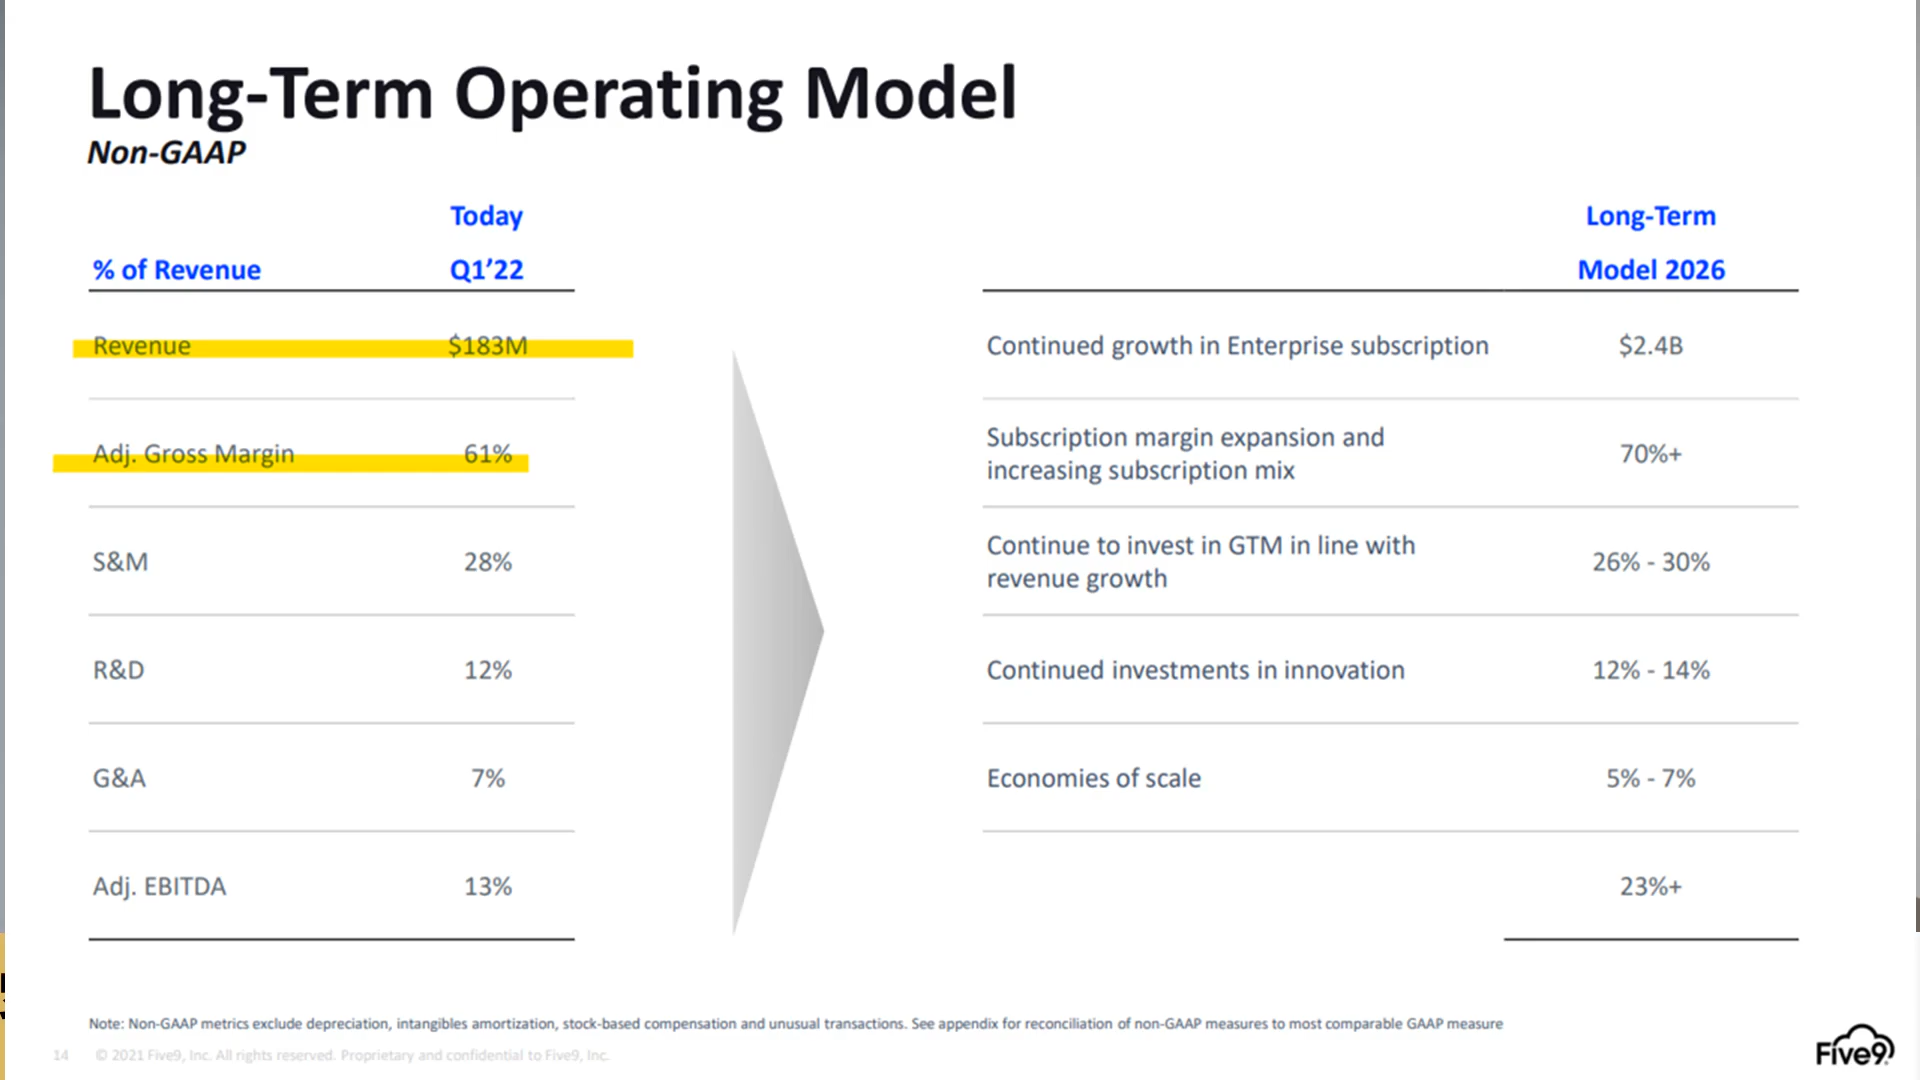 Long-Term Operating Model
Non-GAAP
Today
% of Revenue Q1’22
Revenue $183M
Adj. Gross Margin 61%
S&M 28%
R&D 12%
G&A 7%
Adj. EBITDA 13%
Long-Term
Model 2026
Continued growth in Enterprise subscription $2.4B
Subscription margin expansion and
increasing subscription mix 70%+
Continue to invest in GTM in line with
revenue growth 26% - 30%
Continued investments in innovation 12% - 14%
Economies of scale 5% - 7%
23%+
Note: Non-GAAP metrics exclude depreciation, intangibles amortization, stock-based compensation and unusual transactions. See appendix for reconciliation of non-GAAP measures to most comparable GAAP measure
14 © 2021 Five9, Inc. All rights reserved. Proprietary and confidential to Five9, Inc.
Five9